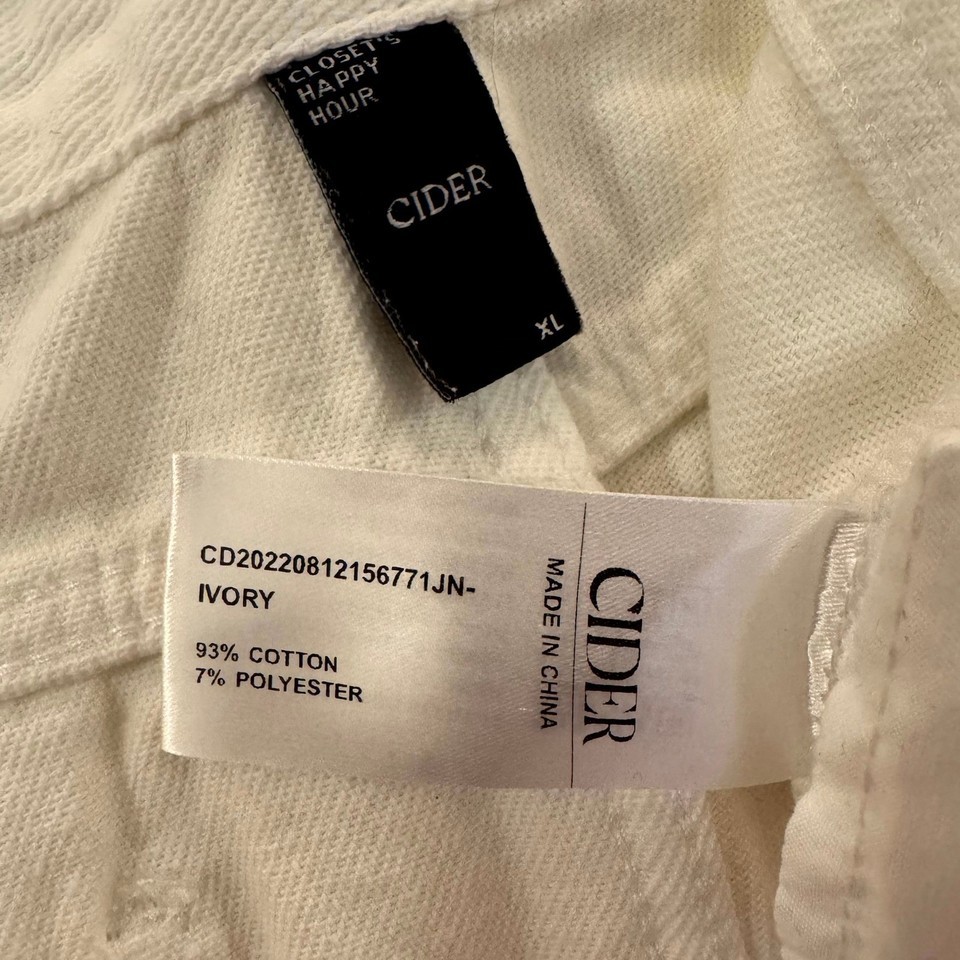 CLOSET'S
HAPPY
HOUR
CIDER
XL
CD20220812156771JN-
IVORY
93% COTTON
7% POLYESTER
MADE IN CHINA
CIDER